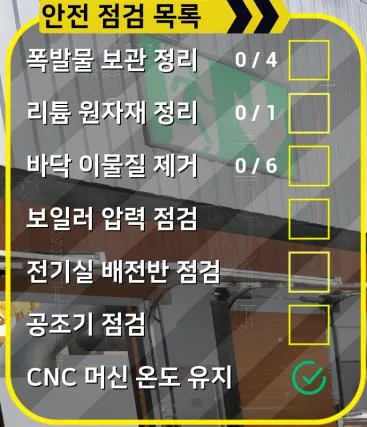 안전 점검 목록
폭발물 보관 정리 0 / 4
리튬 원자재 정리 0 / 1
바닥 이물질 제거 0 / 6
보일러 압력 점검
전기실 배전반 점검
공조기 점검
CNC 머신 온도 유지